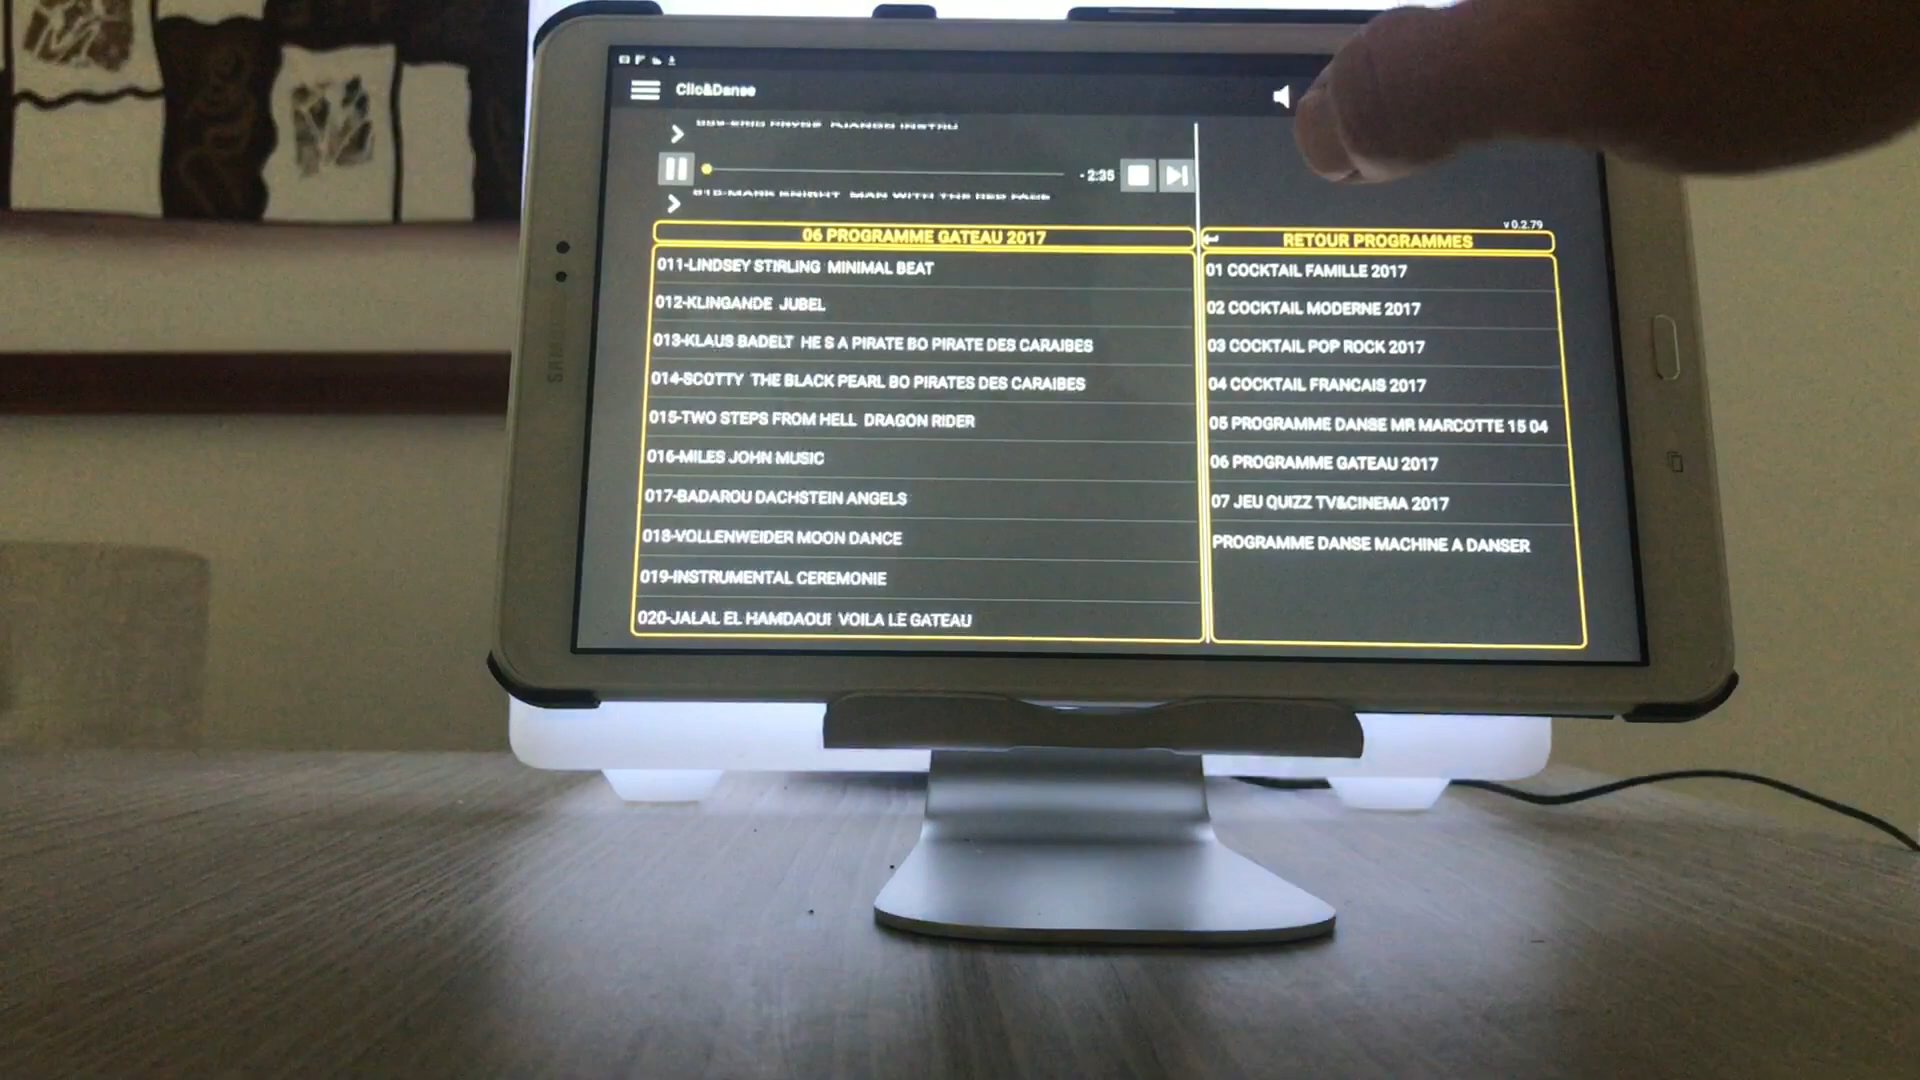 Clic&Danse
- 2:35
v 0.2.79
06 PROGRAMME GATEAU 2017
011-LINDSEY STIRLING MINIMAL BEAT
012-KLINGANDE JUBEL
013-KLAUS BADELT HE S A PIRATE BO PIRATE DES CARAIBES
014-SCOTTY THE BLACK PEARL BO PIRATES DES CARAIBES
015-TWO STEPS FROM HELL DRAGON RIDER
016-MILES JOHN MUSIC
017-BADAROU DACHSTEIN ANGELS
018-VOLLENWEIDER MOON DANCE
019-INSTRUMENTAL CEREMONIE
020-JALAL EL HAMDAOUI VOILA LE GATEAU
RETOUR PROGRAMMES
01 COCKTAIL FAMILLE 2017
02 COCKTAIL MODERNE 2017
03 COCKTAIL POP ROCK 2017
04 COCKTAIL FRANCAIS 2017
05 PROGRAMME DANSE MR MARCOTTE 15 04
06 PROGRAMME GATEAU 2017
07 JEU QUIZZ TV&CINEMA 2017
PROGRAMME DANSE MACHINE A DANSER
SAMSUNG